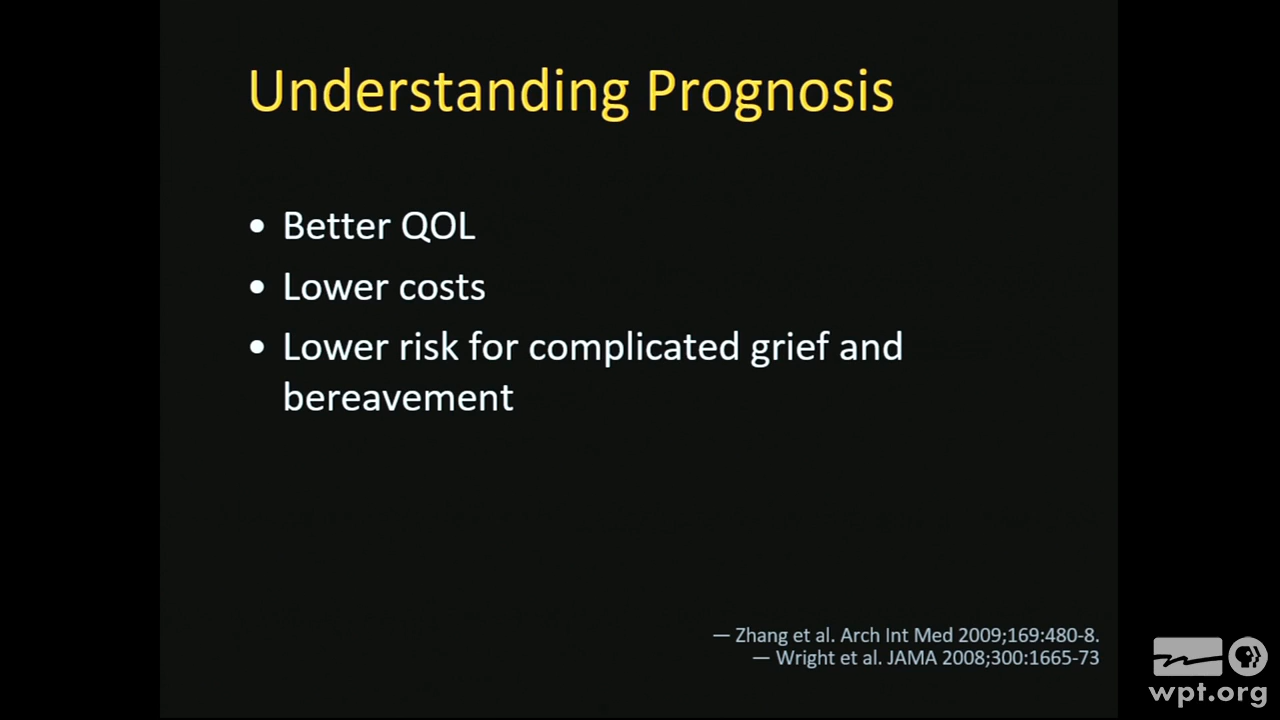 Understanding Prognosis
• Better QOL
• Lower costs
• Lower risk for complicated grief and
bereavement
— Zhang et al. Arch Int Med 2009;169:480-8.
— Wright et al. JAMA 2008;300:1665-73
wpt.org